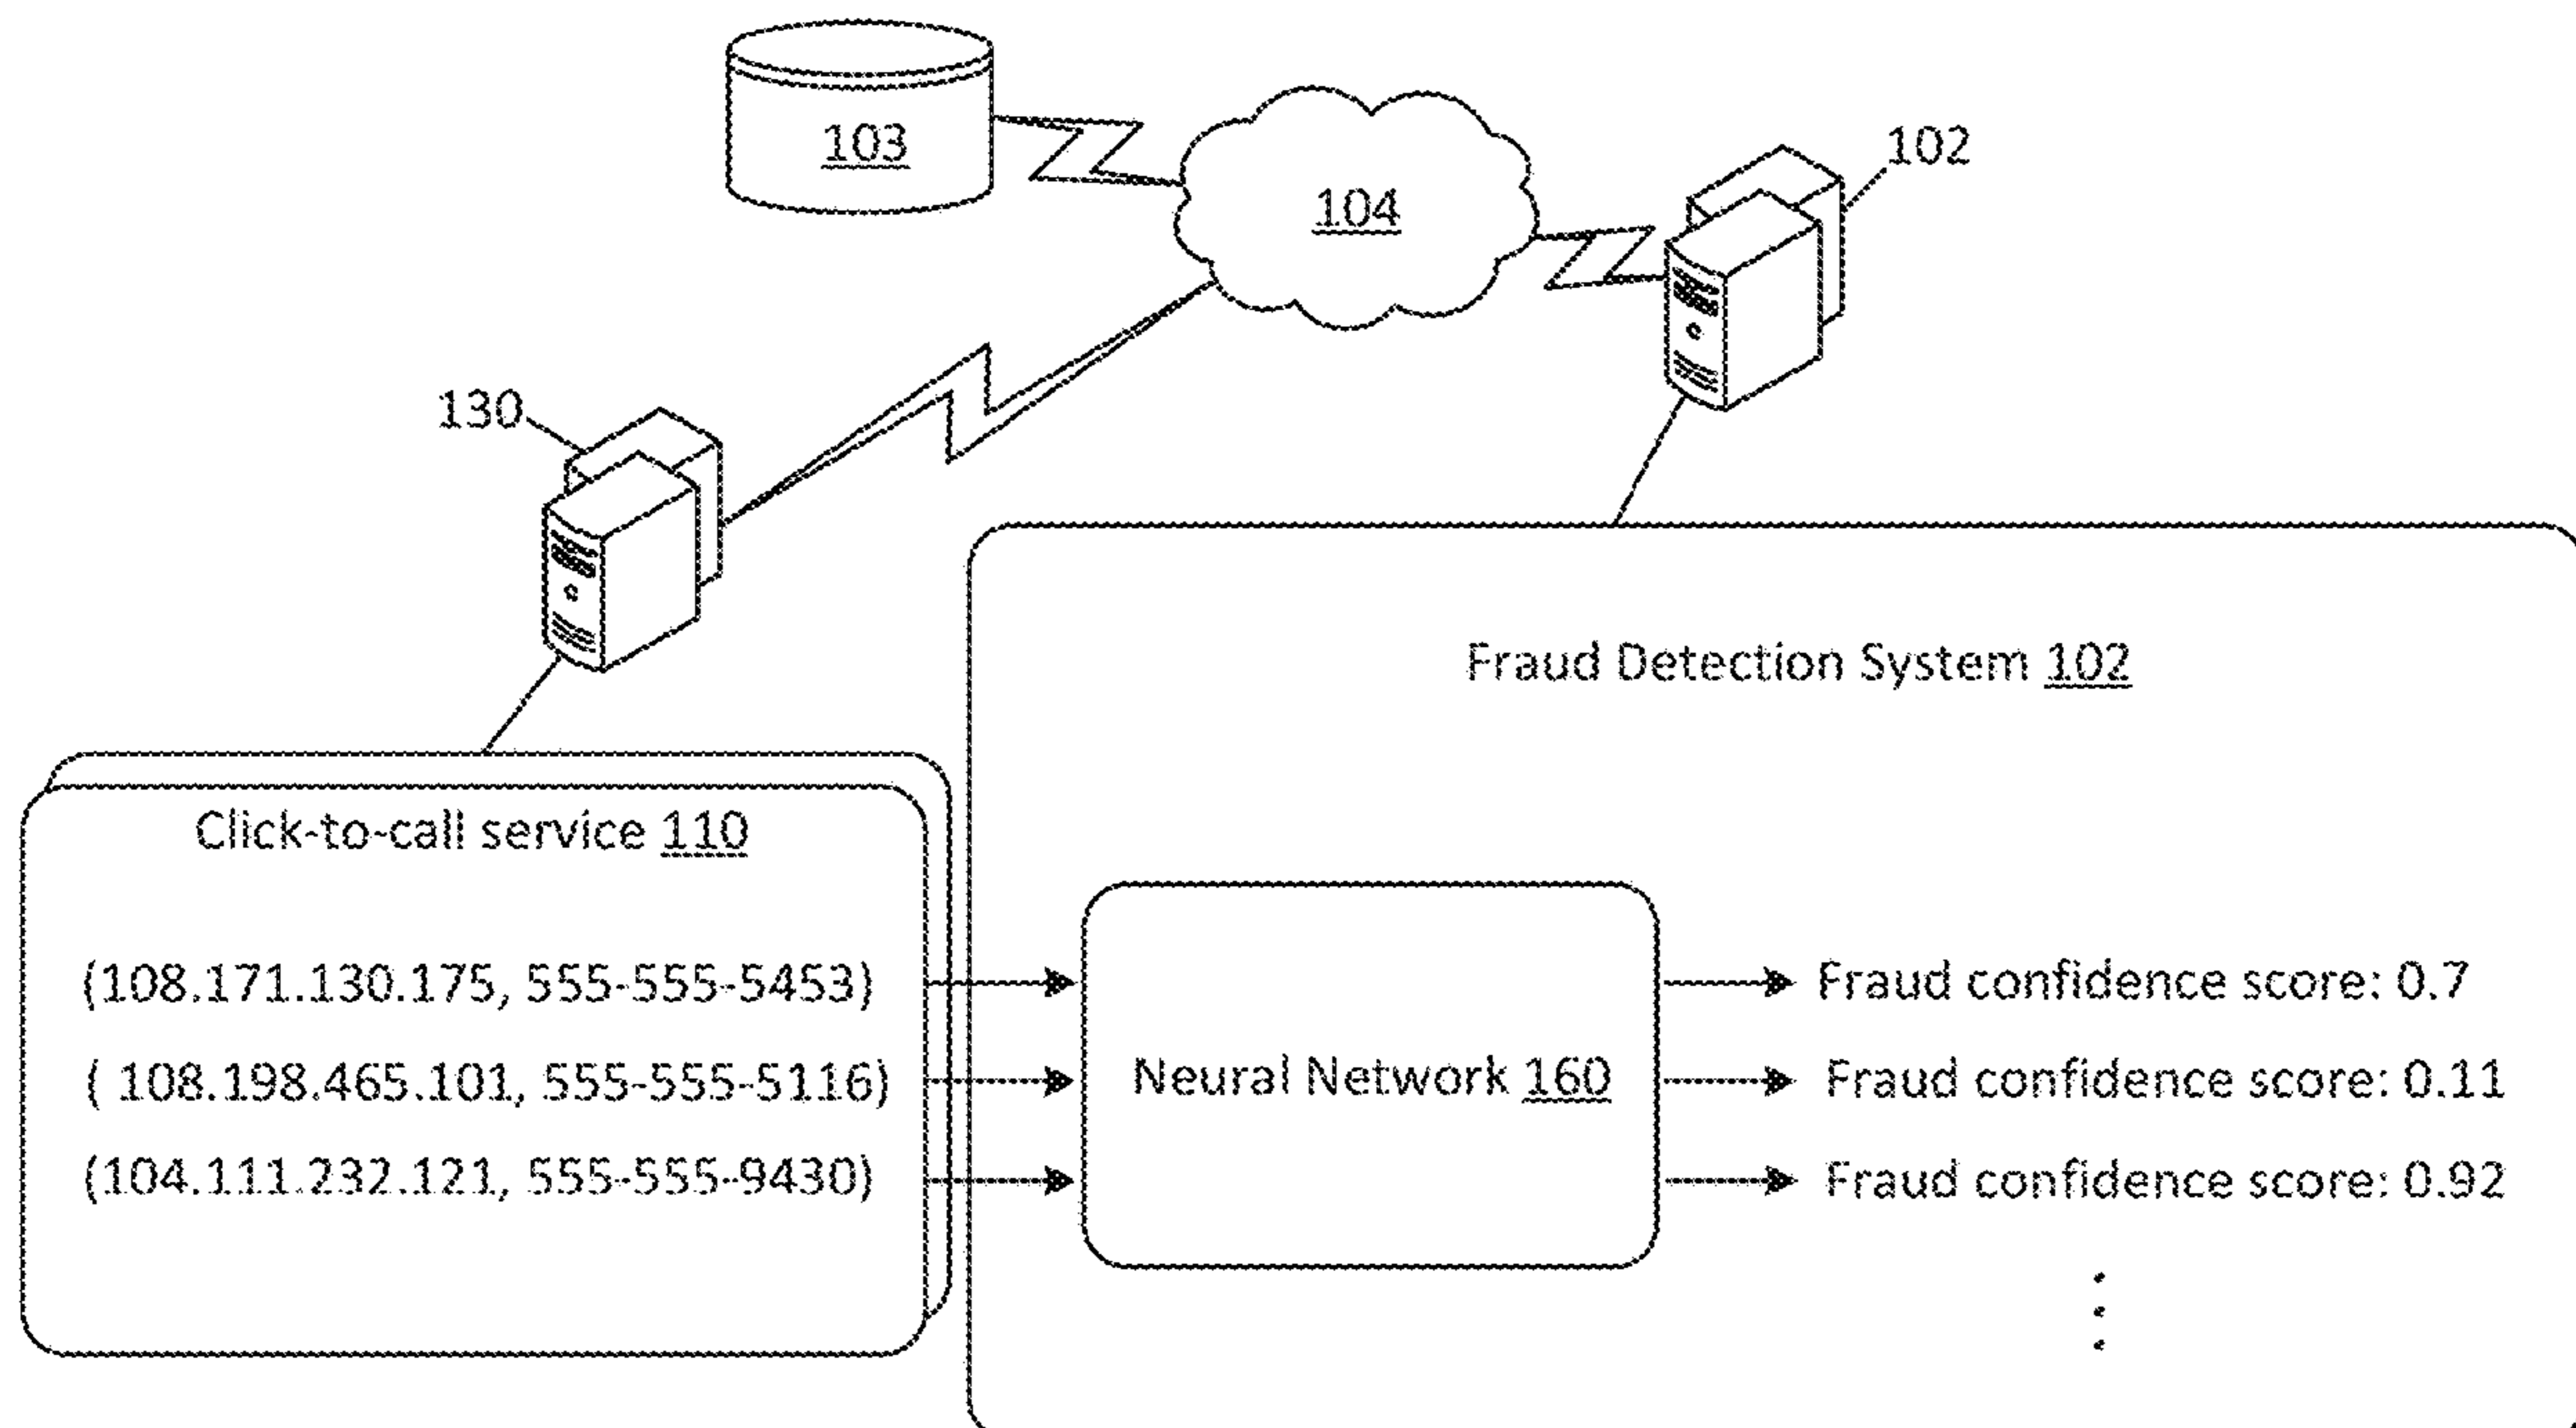 103
104
102
130
Fraud Detection System 102
Click-to-call service 110
(108.171.130.175, 555-555-5453)
Fraud confidence score: 0.7
( 108.198.465.101, 555-555-5116)
Neural Network 160
Fraud confidence score: 0.11
(104.111.232.121, 555-555-9430)
Fraud confidence score: 0.92